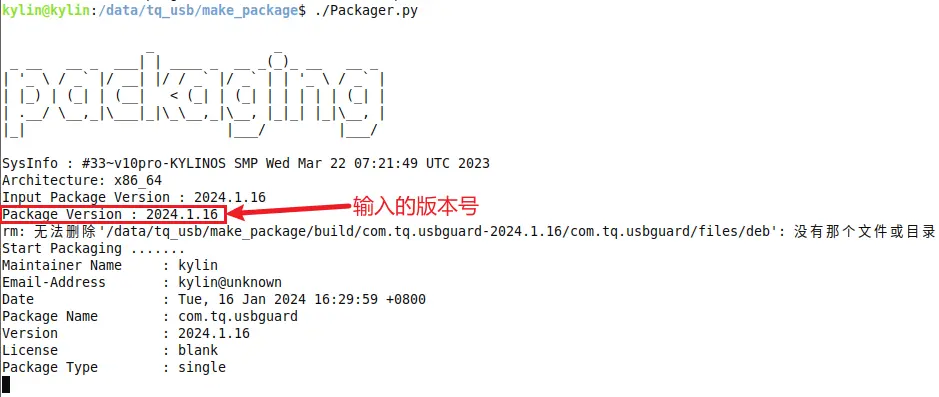 kylin@kylin:/data/tq_usb/make_package$ ./Packager.py
packaging
SysInfo : #33~v10pro-KYLINOS SMP Wed Mar 22 07:21:49 UTC 2023
Architecture: x86_64
Input Package Version : 2024.1.16
Package Version : 2024.1.16 输入的版本号
rm: 无法删除'/data/tq_usb/make_package/build/com.tq.usbguard-2024.1.16/com.tq.usbguard/files/deb': 没有那个文件或目录
Start Packaging .......
Maintainer Name : kylin
Email-Address : kylin@unknown
Date : Tue, 16 Jan 2024 16:29:59 +0800
Package Name : com.tq.usbguard
Version : 2024.1.16
License : blank
Package Type : single